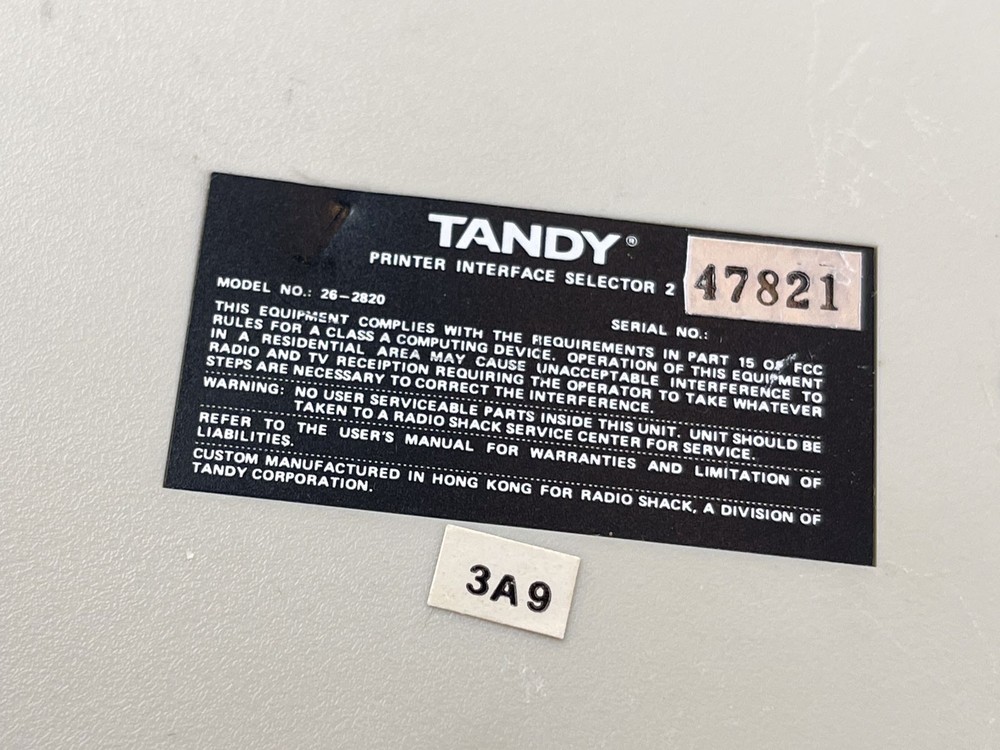 TANDY®
PRINTER INTERFACE SELECTOR 2
47821
MODEL NO.: 26-2820
SERIAL NO.:
THIS EQUIPMENT COMPLIES WITH THE REQUIREMENTS IN PART 15 OF FCC
RULES FOR A CLASS A COMPUTING DEVICE. OPERATION OF THIS EQUIPMENT
IN A RESIDENTIAL AREA MAY CAUSE UNACCEPTABLE INTERFERENCE TO
RADIO AND TV RECEIPTION REQUIRING THE OPERATOR TO TAKE WHATEVER
STEPS ARE NECESSARY TO CORRECT THE INTERFERENCE.
WARNING: NO USER SERVICEABLE PARTS INSIDE THIS UNIT. UNIT SHOULD BE
TAKEN TO A RADIO SHACK SERVICE CENTER FOR SERVICE.
REFER TO THE USER'S MANUAL FOR WARRANTIES AND LIMITATION OF
LIABILITIES.
CUSTOM MANUFACTURED IN HONG KONG FOR RADIO SHACK, A DIVISION OF
TANDY CORPORATION.
3A9